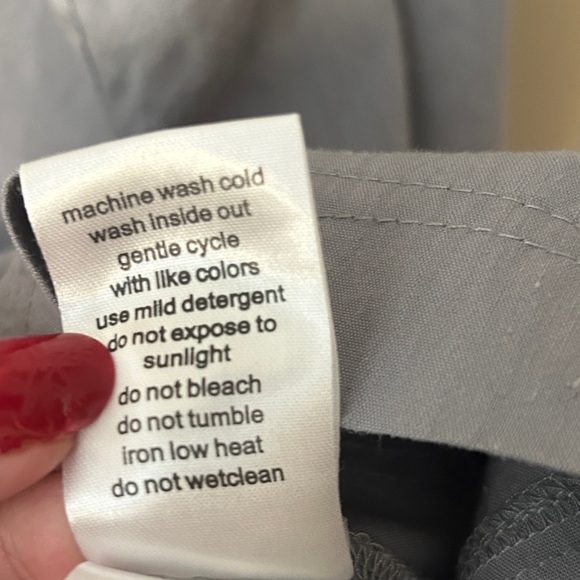 machine wash cold
wash inside out
gentle cycle
with like colors
use mild detergent
do not expose to
sunlight
do not bleach
do not tumble
iron low heat
do not wetclean